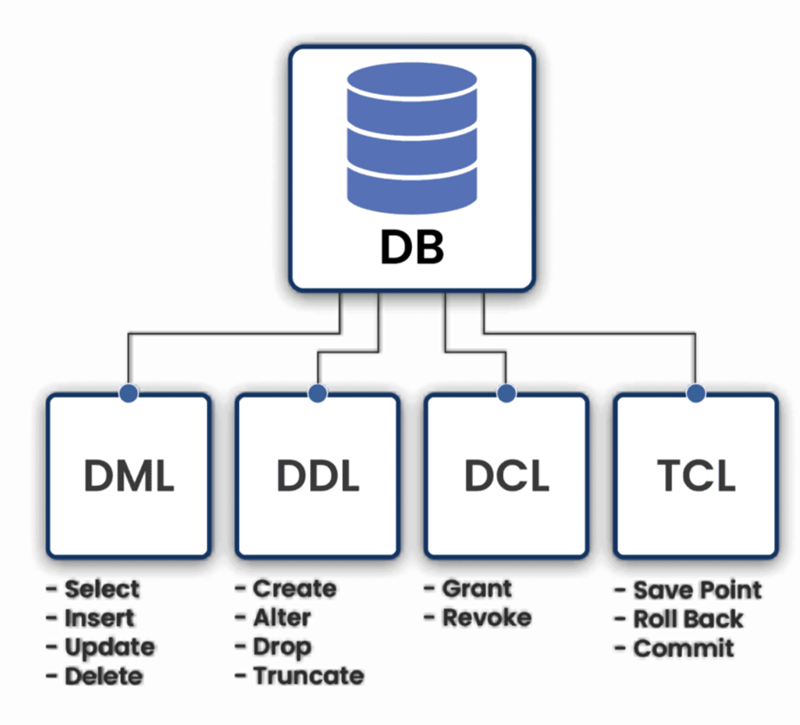 DB
DML
DDL
DCL
TCL
- Select
- Insert
- Update
- Delete
- Create
- Alter
- Drop
- Truncate
- Grant
- Revoke
- Save Point
- Roll Back
- Commit